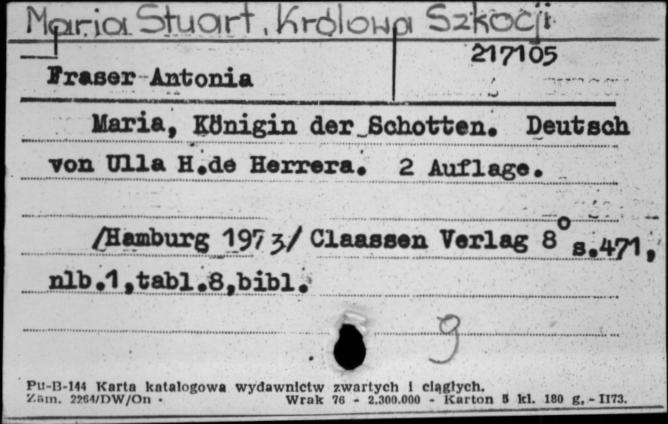 Maria Stuart, Królowa Szkocji
217105
Fraser Antonia
Maria, Königin der Schotten. Deutsch
von Ulla H.de Herrera. 2 Auflage.
/Hamburg 1973/ Claassen Verlag 8° s.471,
nlb.1,tabl.8,bibl.
9
Pu-B-144 Karta katalogowa wydawnictw zwartych i ciągłych.
Zam. 2264/DW/On - Wrak 76 - 2.300.000 - Karton 5 kl. 180 g, - II73.